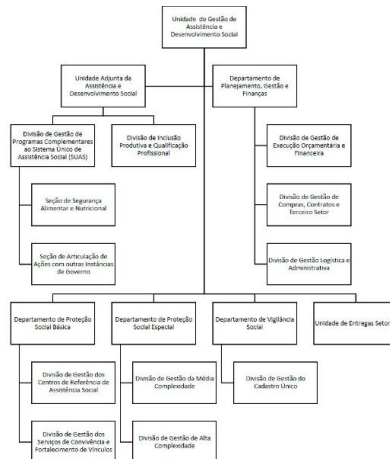 Unidade de Gestão de
Assistência e
Desenvolvimento Social
Unidade Adjunta da
Assistência e
Desenvolvimento Social
Departamento de
Planejamento, Gestão e
Finanças
Divisão de Gestão de
Programas Complementares
ao Sistema Único de
Assistência Social (SUAS)
Divisão de Inclusão
Produtiva e Qualificação
Profissional
Divisão de Gestão de
Execução Orçamentária e
Financeira
Seção de Segurança
Alimentar e Nutricional
Divisão de Gestão de
Compras, Contratos e
Terceiro Setor
Seção de Articulação de
Ações com outras Instâncias
de Governo
Divisão de Gestão Logística e
Administrativa
Departamento de Proteção
Social Básica
Departamento de Proteção
Social Especial
Departamento de Vigilância
Social
Unidade de Entregas Setor
Divisão de Gestão dos
Centros de Referência de
Assistência Social
Divisão de Gestão da Média
Complexidade
Divisão de Gestão do
Cadastro Único
Divisão de Gestão dos
Serviços de Convivência e
Fortalecimento de Vínculos
Divisão de Gestão de Alta
Complexidade